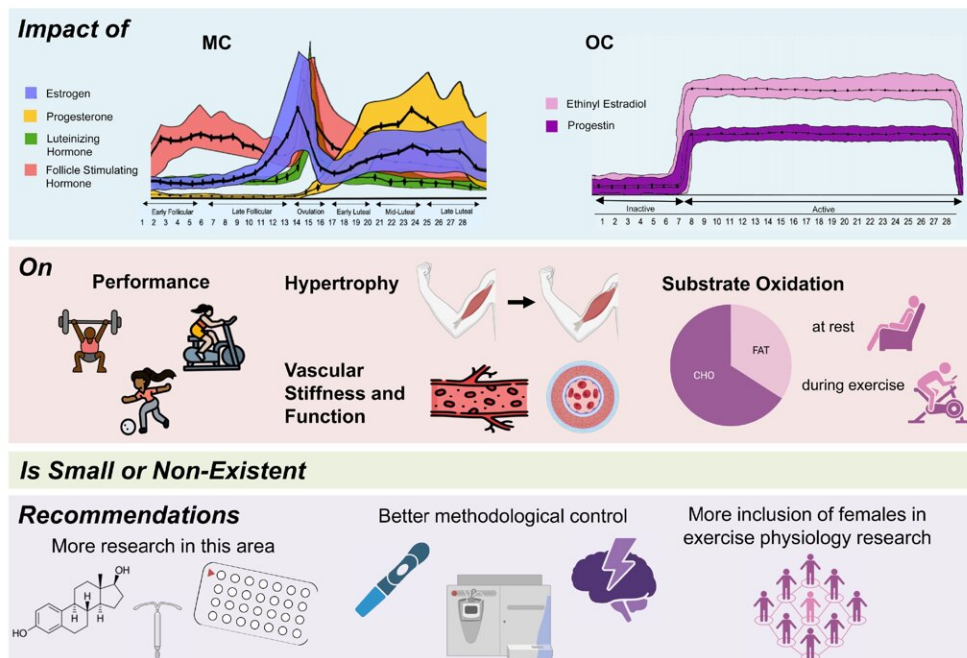 Impact of
MC
Estrogen
Progesterone
Luteinizing
Hormone
Follicle Stimulating
Hormone
Early Follicular Late Follicular Ovulation Early Luteal Mid-Luteal Late Luteal
1 2 3 4 5 6 7 8 9 10 11 12 13 14 15 16 17 18 19 20 21 22 23 24 25 26 27 28
OC
Ethinyl Estradiol
Progestin
Inactive Active
1 2 3 4 5 6 7 8 9 10 11 12 13 14 15 16 17 18 19 20 21 22 23 24 25 26 27 28
On
Performance
Hypertrophy
Vascular
Stiffness and
Function
Substrate Oxidation
FAT
CHO
at rest
during exercise
Is Small or Non-Existent
Recommendations
More research in this area
OH
H
H H
HO
Better methodological control
More inclusion of females in
exercise physiology research